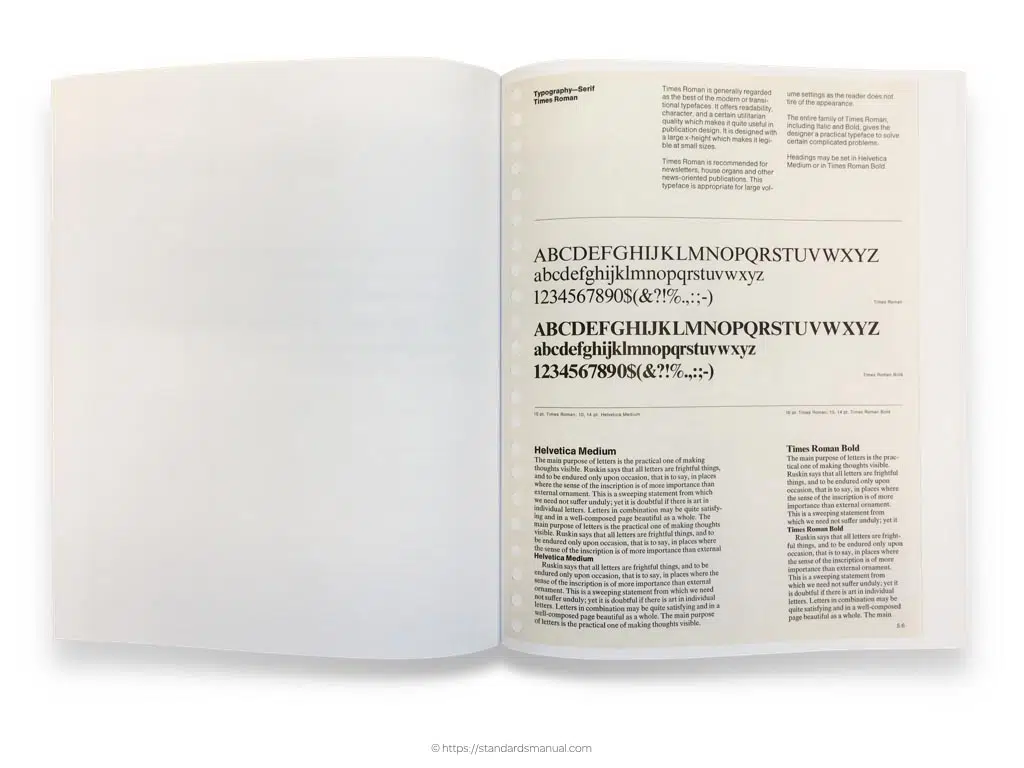 Typography—Serif
Times Roman
Times Roman is generally regarded
as the best of the modern or transi-
tional typefaces. It offers readability,
character, and a certain utilitarian
quality which makes it quite useful in
publication design. It is designed with
a large x-height which makes it legi-
ble at small sizes.
Times Roman is recommended for
newsletters, house organs and other
news-oriented publications. This
typeface is appropriate for large vol-
ume settings as the reader does not
tire of the appearance.
The entire family of Times Roman,
including Italic and Bold, gives the
designer a practical typeface to solve
certain complicated problems.
Headings may be set in Helvetica
Medium or in Times Roman Bold.
ABCDEFGHIJKLMNOPQRSTUVWXYZ
abcdefghijklmnopqrstuvwxyz
1234567890$(&?!%.,:;-)
Times Roman
ABCDEFGHIJKLMNOPQRSTUVWXYZ
abcdefghijklmnopqrstuvwxyz
1234567890$(&?!%.,:;-)
Times Roman Bold
10 pt. Times Roman; 10, 14 pt. Helvetica Medium
10 pt. Times Roman; 10, 14 pt. Times Roman Bold
Helvetica Medium
The main purpose of letters is the practical one of making
thoughts visible. Ruskin says that all letters are frightful things,
and to be endured only upon occasion, that is to say, in places
where the sense of the inscription is of more importance than
external ornament. This is a sweeping statement from which
we need not suffer unduly; yet it is doubtful if there is art in
individual letters. Letters in combination may be quite satisfy-
ing and in a well-composed page beautiful as a whole. The
main purpose of letters is the practical one of making thoughts
visible. Ruskin says that all letters are frightful things, and to
be endured only upon occasion, that is to say, in places where
the sense of the inscription is of more importance than external
Helvetica Medium
Ruskin says that all letters are frightful things, and to be
endured only upon occasion, that is to say, in places where the
sense of the inscription is of more importance than external
ornament. This is a sweeping statement from which we need
not suffer unduly; yet it is doubtful if there is art in individual
letters. Letters in combination may be quite satisfying and in a
well-composed page beautiful as a whole. The main purpose
of letters is the practical one of making thoughts visible.
Times Roman Bold
The main purpose of letters is the prac-
tical one of making thoughts visible.
Ruskin says that all letters are frightful
things, and to be endured only upon
occasion, that is to say, in places where
the sense of the inscription is of more
importance than external ornament.
This is a sweeping statement from
which we need not suffer unduly; yet it
Times Roman Bold
Ruskin says that all letters are fright-
ful things, and to be endured only upon
occasion, that is to say, in places where
the sense of the inscription is of more
importance than external ornament.
This is a sweeping statement from
which we need not suffer unduly; yet it
is doubtful if there is art in individual
letters. Letters in combination may be
quite satisfying and in a well-composed
page beautiful as a whole. The main
5.6
© https://standardsmanual.com